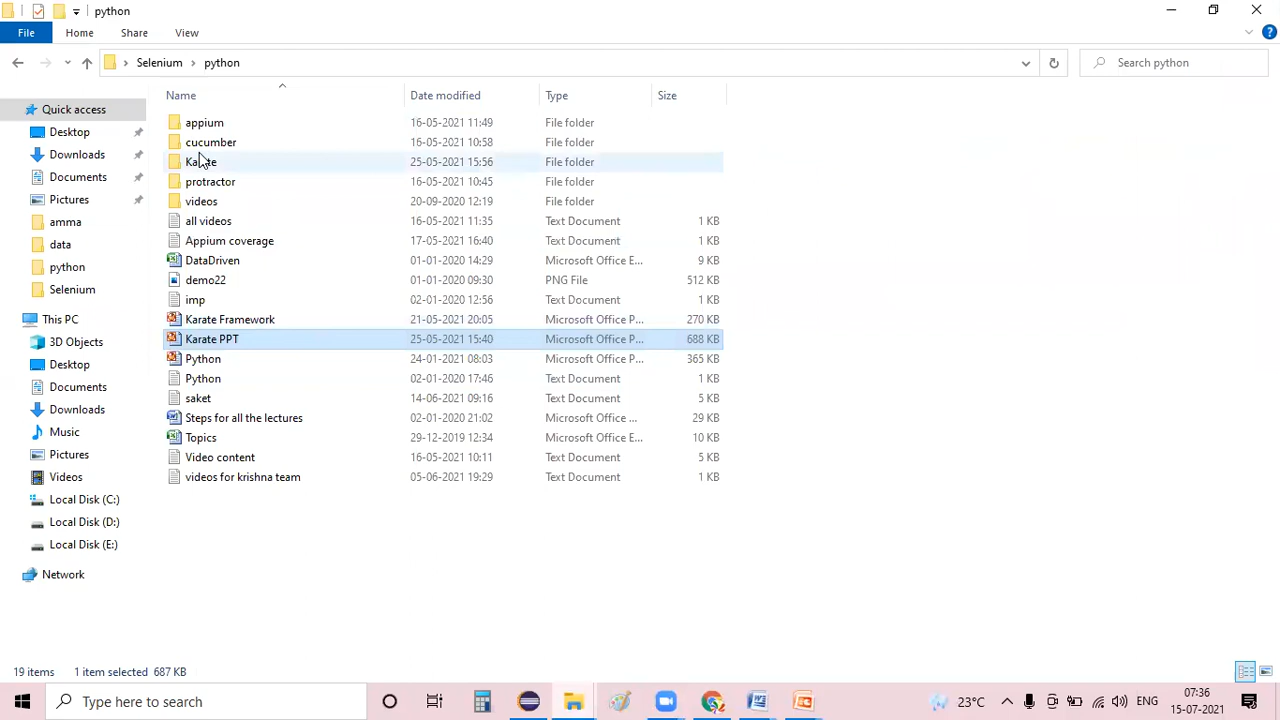 python
File Home Share View
Selenium python Search python
Name Date modified Type Size
Quick access
Desktop
Downloads
Documents
Pictures
amma
data
python
Selenium
This PC
3D Objects
Desktop
Documents
Downloads
Music
Pictures
Videos
Local Disk (C:)
Local Disk (D:)
Local Disk (E:)
Network
appium 16-05-2021 11:49 File folder
cucumber 16-05-2021 10:58 File folder
Karate 25-05-2021 15:56 File folder
protractor 16-05-2021 10:45 File folder
videos 20-09-2020 12:19 File folder
all videos 16-05-2021 11:35 Text Document 1 KB
Appium coverage 17-05-2021 16:40 Text Document 1 KB
DataDriven 01-01-2020 14:29 Microsoft Office E... 9 KB
demo22 01-01-2020 09:30 PNG File 512 KB
imp 02-01-2020 12:56 Text Document 1 KB
Karate Framework 21-05-2021 20:05 Microsoft Office P... 270 KB
Karate PPT 25-05-2021 15:40 Microsoft Office P... 688 KB
Python 24-01-2021 08:03 Microsoft Office P... 365 KB
Python 02-01-2020 17:46 Text Document 1 KB
saket 14-06-2021 09:16 Text Document 5 KB
Steps for all the lectures 02-01-2020 21:02 Microsoft Office ... 29 KB
Topics 29-12-2019 12:34 Microsoft Office E... 10 KB
Video content 16-05-2021 10:11 Text Document 5 KB
videos for krishna team 05-06-2021 19:29 Text Document 1 KB
19 items 1 item selected 687 KB
Type here to search 23°C ENG 07:36
15-07-2021